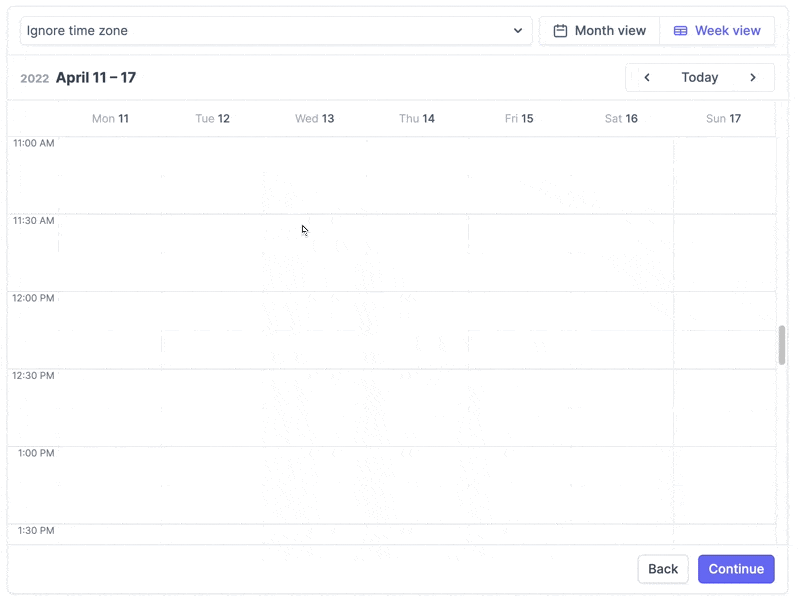 Ignore time zone
Month view
Week view
2022 April 11 – 17
Today
Mon 11 Tue 12 Wed 13 Thu 14 Fri 15 Sat 16 Sun 17
11:00 AM
11:30 AM
12:00 PM
12:30 PM
1:00 PM
1:30 PM
Back
Continue